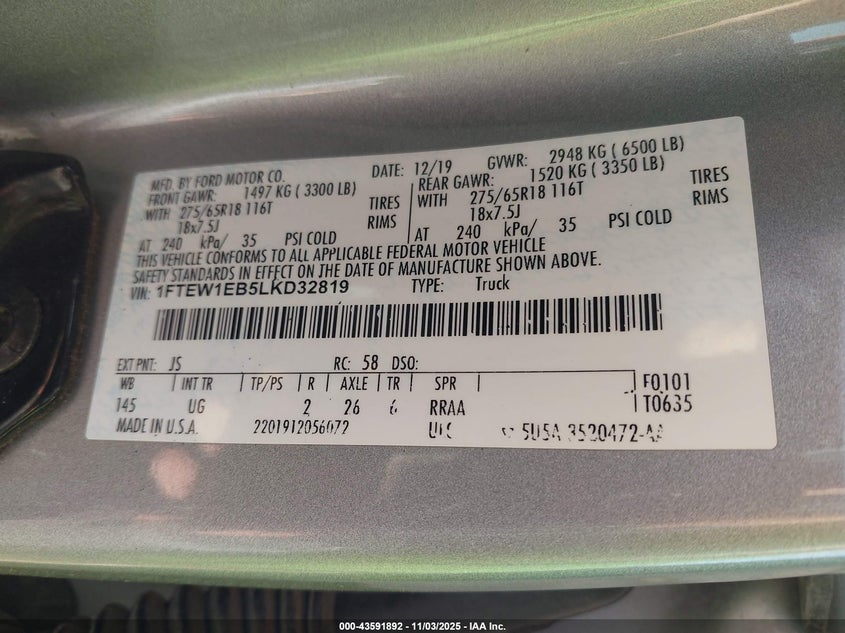 MFD. BY FORD MOTOR CO. DATE: 12/19 GVWR: 2948 KG ( 6500 LB)
FRONT GAWR: 1497 KG ( 3300 LB) REAR GAWR: 1520 KG ( 3350 LB)
WITH 275/65R18 116T TIRES WITH 275/65R18 116T TIRES
18x7.5J RIMS 18x7.5J RIMS
AT 240 kPa/ 35 PSI COLD AT 240 kPa/ 35 PSI COLD
THIS VEHICLE CONFORMS TO ALL APPLICABLE FEDERAL MOTOR VEHICLE
SAFETY STANDARDS IN EFFECT ON THE DATE OF MANUFACTURE SHOWN ABOVE.
VIN: 1FTEW1EB5LKD32819 TYPE: Truck
EXT PNT: JS RC: 58 DSO:
WB INT TR TP/PS R AXLE TR SPR F0101
145 UG 2 26 6 RRAA T0635
MADE IN U.S.A. 2201912056072 5U5A 3520472-AA
000-43591892 - 11/03/2025 - IAA Inc.